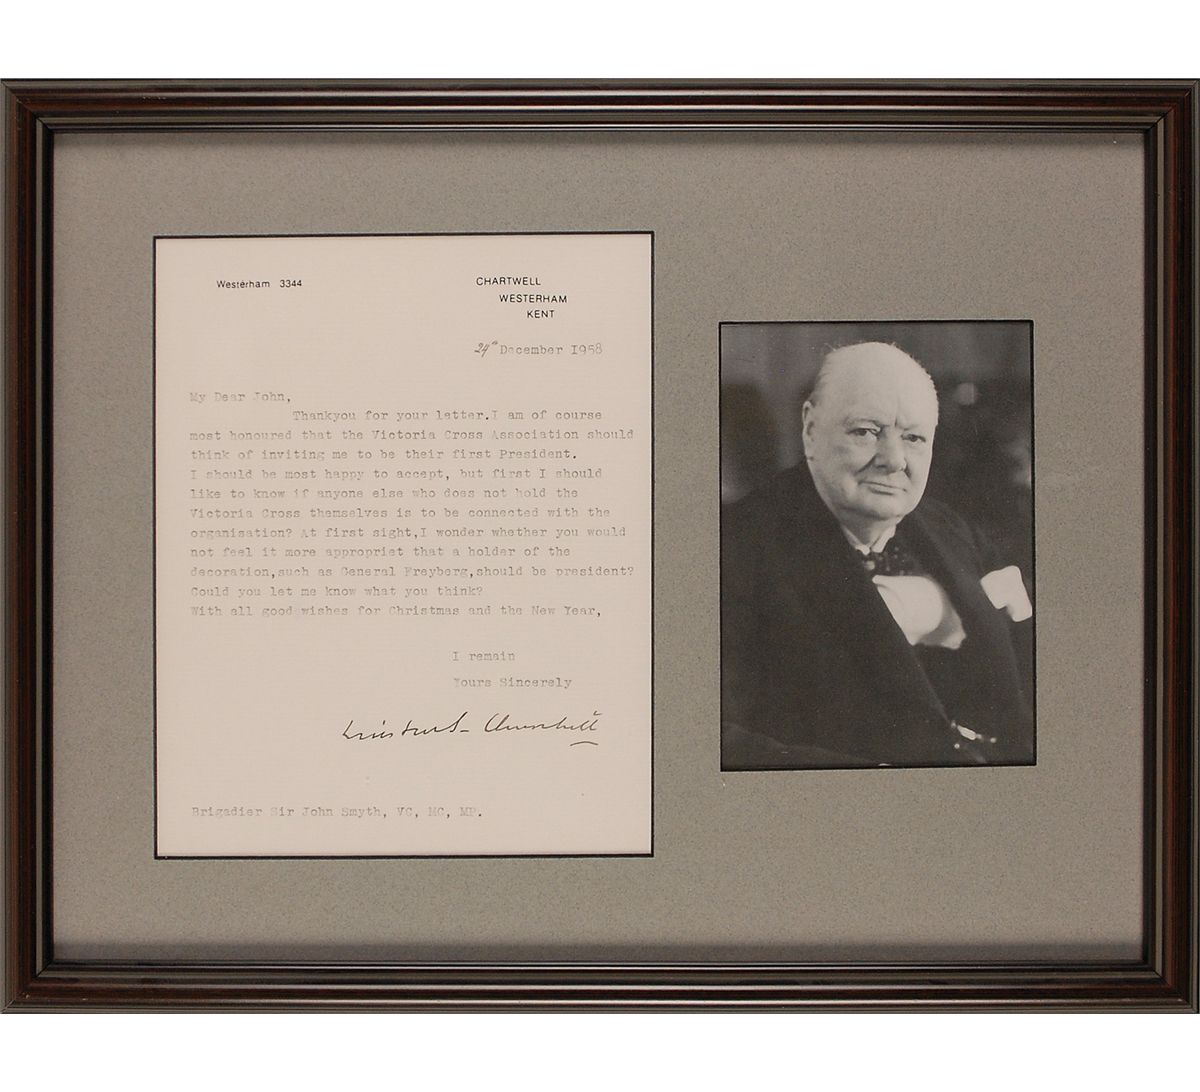 Westerham 3344
CHARTWELL
WESTERHAM
KENT
24th December 1958
My Dear John,
Thankyou for your letter.I am of course
most honoured that the Victoria Cross Association should
think of inviting me to be their first President.
I should be most happy to accept, but first I should
like to know if anyone else who does not hold the
Victoria Cross themselves is to be connected with the
organisation? At first sight,I wonder whether you would
not feel it more appropriet that a holder of the
decoration,such as General Freyberg,should be president?
Could you let me know what you think?
With all good wishes for Christmas and the New Year,
I remain
Yours Sincerely
Winston S. Churchill
Brigadier Sir John Smyth, VC, MC, MP.